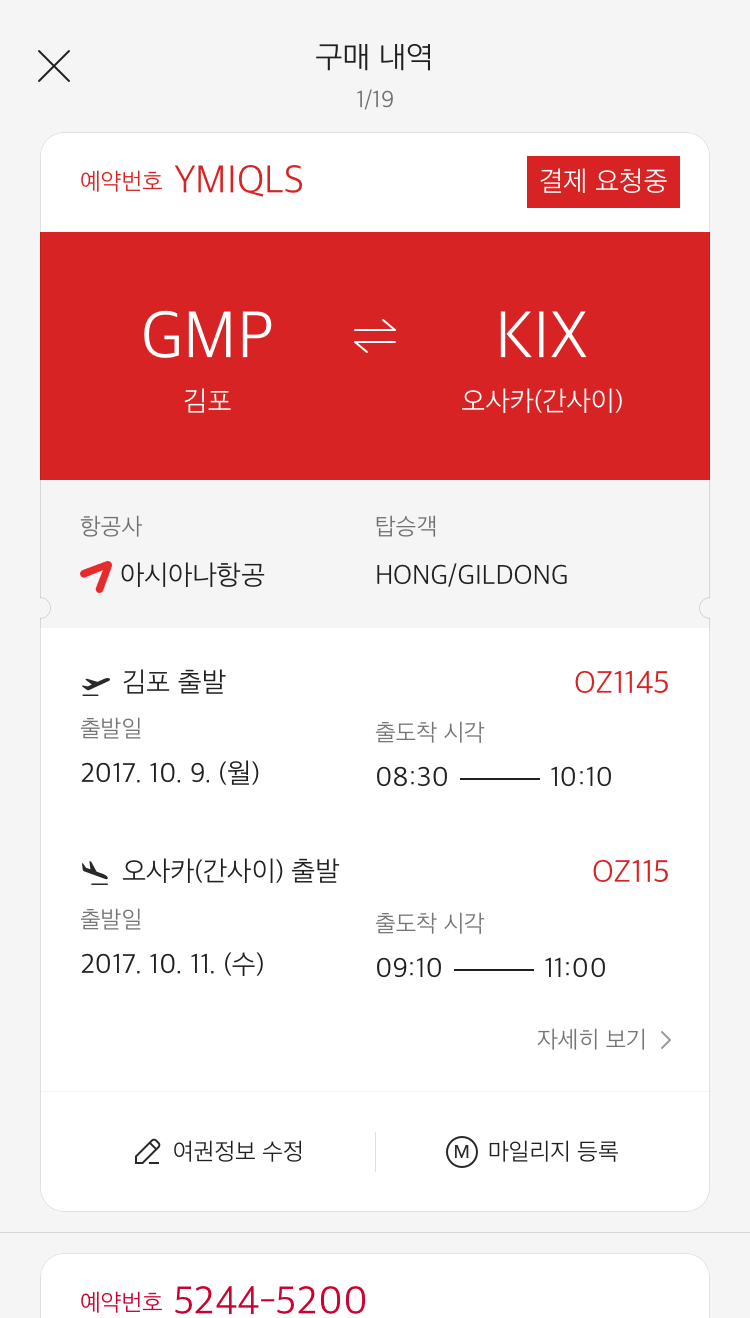 구매 내역
1/19
예약번호 YMIQLS 결제 요청중
GMP KIX
김포 오사카(간사이)
항공사 탑승객
아시아나항공 HONG/GILDONG
김포 출발 OZ1145
출발일 출도착 시각
2017. 10. 9. (월) 08:30 10:10
오사카(간사이) 출발 OZ115
출발일 출도착 시각
2017. 10. 11. (수) 09:10 11:00
자세히 보기
여권정보 수정 M 마일리지 등록
예약번호 5244-5200